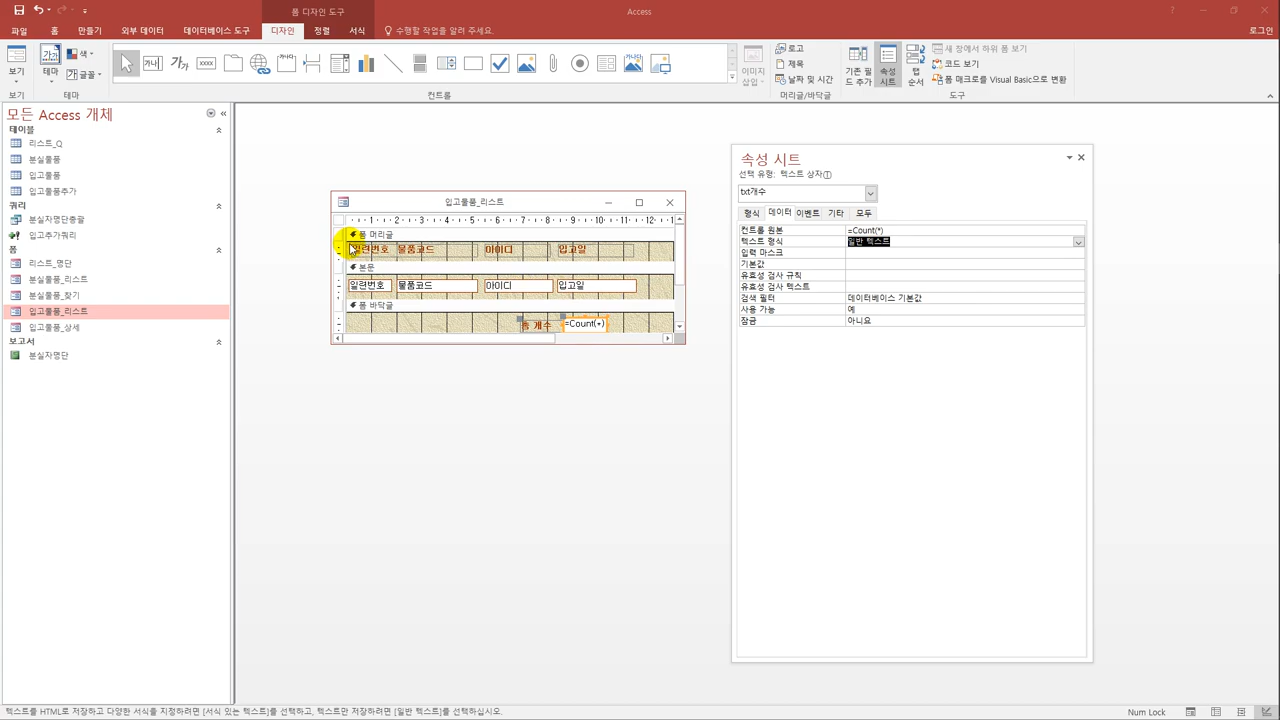 폼 디자인 도구
Access
파일 홈 만들기 외부 데이터 데이터베이스 도구 디자인 정렬 서식 수행할 작업을 알려 주세요.
로그인
보기
테마
색
가가 글꼴
이미지 삽입
로고
제목
날짜 및 시간
기존 필드 추가
속성 시트
탭 순서
새 창에서 하위 폼 보기
코드 보기
폼 매크로를 Visual Basic으로 변환
보기 테마 컨트롤 머리글/바닥글 도구
모든 Access 개체
테이블
리스트_Q
분실물품
입고물품
입고물품추가
쿼리
분실자명단총괄
입고추가쿼리
폼
리스트_명단
분실물품_리스트
분실물품_찾기
입고물품_리스트
입고물품_상세
보고서
분실자명단
입고물품_리스트
1 2 3 4 5 6 7 8 9 10 11 12 1
폼 머리글
일련번호 물품코드 아이디 입고일
본문
일련번호 물품코드 아이디 입고일
폼 바닥글
총 개수 =Count(*)
속성 시트
선택 유형: 텍스트 상자(I)
txt개수
형식 데이터 이벤트 기타 모두
컨트롤 원본 =Count(*)
텍스트 형식 일반 텍스트
입력 마스크
기본값
유효성 검사 규칙
유효성 검사 텍스트
검색 필터 데이터베이스 기본값
사용 가능 예
잠금 아니요
텍스트를 HTML로 저장하고 다양한 서식을 지정하려면 [서식 있는 텍스트]를 선택하고, 텍스트만 저장하려면 [일반 텍스트]를 선택하십시오.
Num Lock